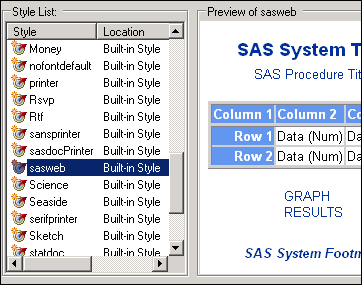 Style List:
Preview of sasweb
Style Location
Money Built-in Style
nofontdefault Built-in Style
printer Built-in Style
Rsvp Built-in Style
Rtf Built-in Style
sansprinter Built-in Style
sasdocPrinter Built-in Style
sasweb Built-in Style
Science Built-in Style
Seaside Built-in Style
serifprinter Built-in Style
Sketch Built-in Style
statdoc Built-in Style
SAS System T
SAS Procedure Tit
Column 1 Column 2 Co
Row 1 Data (Num) Data
Row 2 Data (Num) Data
GRAPH
RESULTS
SAS System Footn